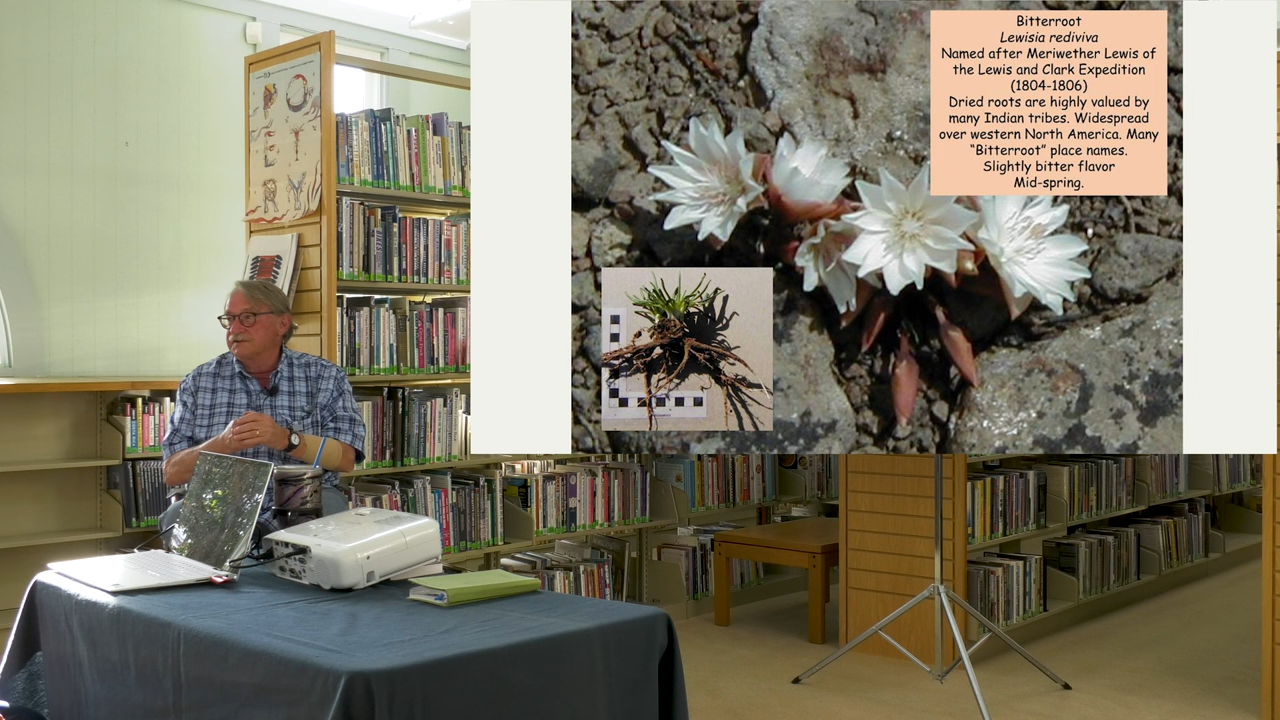 Bitterroot
Lewisia rediviva
Named after Meriwether Lewis of
the Lewis and Clark Expedition
(1804-1806)
Dried roots are highly valued by
many Indian tribes. Widespread
over western North America. Many
“Bitterroot” place names.
Slightly bitter flavor
Mid-spring.